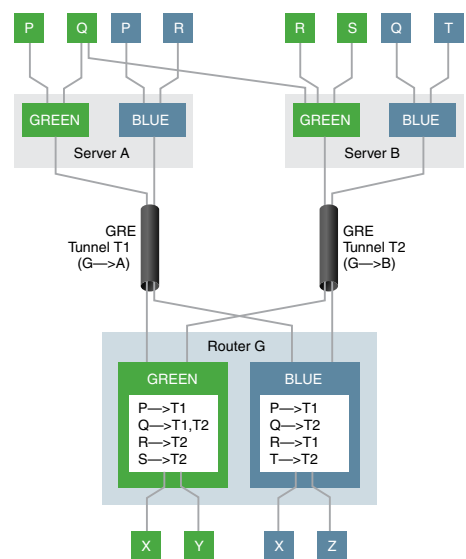 P Q P R R S Q T
GREEN BLUE GREEN BLUE
Server A Server B
GRE
Tunnel T1
(G—>A)
GRE
Tunnel T2
(G—>B)
Router G
GREEN
P—>T1
Q—>T1,T2
R—>T2
S—>T2
BLUE
P—>T1
Q—>T2
R—>T1
T—>T2
X Y X Z